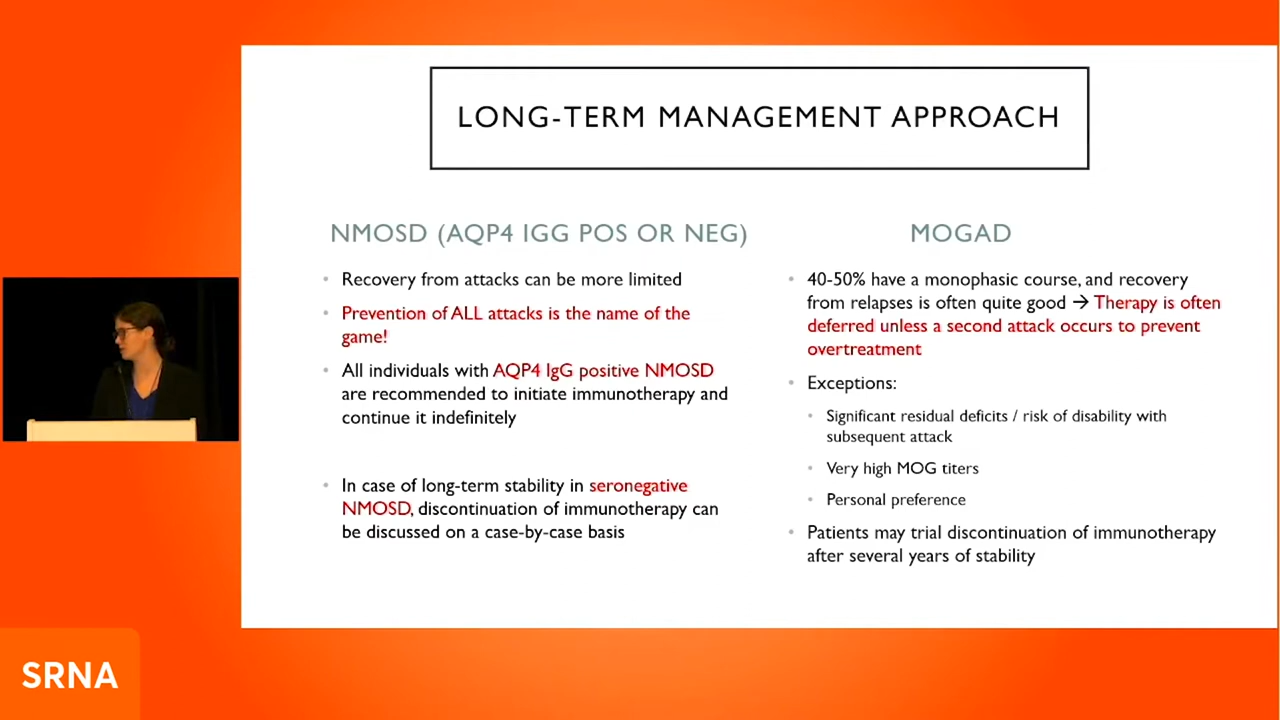 LONG-TERM MANAGEMENT APPROACH
NMOSD (AQP4 IGG POS OR NEG)
• Recovery from attacks can be more limited
• Prevention of ALL attacks is the name of the
game!
• All individuals with AQP4 IgG positive NMOSD
are recommended to initiate immunotherapy and
continue it indefinitely
• In case of long-term stability in seronegative
NMOSD, discontinuation of immunotherapy can
be discussed on a case-by-case basis
MOGAD
• 40-50% have a monophasic course, and recovery
from relapses is often quite good → Therapy is often
deferred unless a second attack occurs to prevent
overtreatment
• Exceptions:
• Significant residual deficits / risk of disability with
subsequent attack
• Very high MOG titers
• Personal preference
• Patients may trial discontinuation of immunotherapy
after several years of stability
SRNA